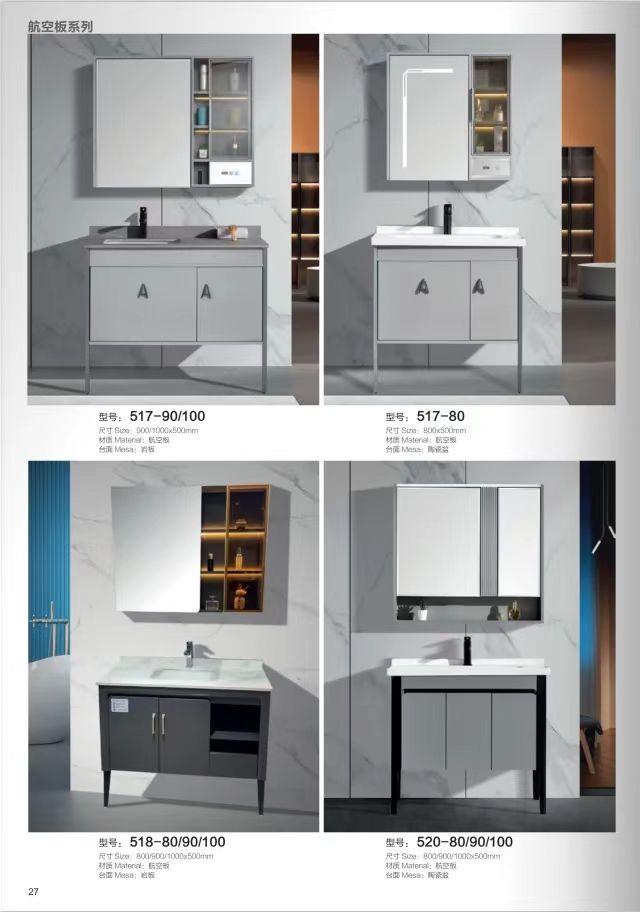 航空板系列
型号：517-90/100
尺寸 Size：900/1000x500mm
材质 Material：航空板
台面 Mesa：岩板
型号：517-80
尺寸 Size：800x500mm
材质 Material：航空板
台面 Mesa：陶瓷盆
型号：518-80/90/100
尺寸 Size：800/900/1000x500mm
材质 Material：航空板
台面 Mesa：岩板
型号：520-80/90/100
尺寸 Size：800/900/1000x500mm
材质 Material：航空板
台面 Mesa：陶瓷盆
27